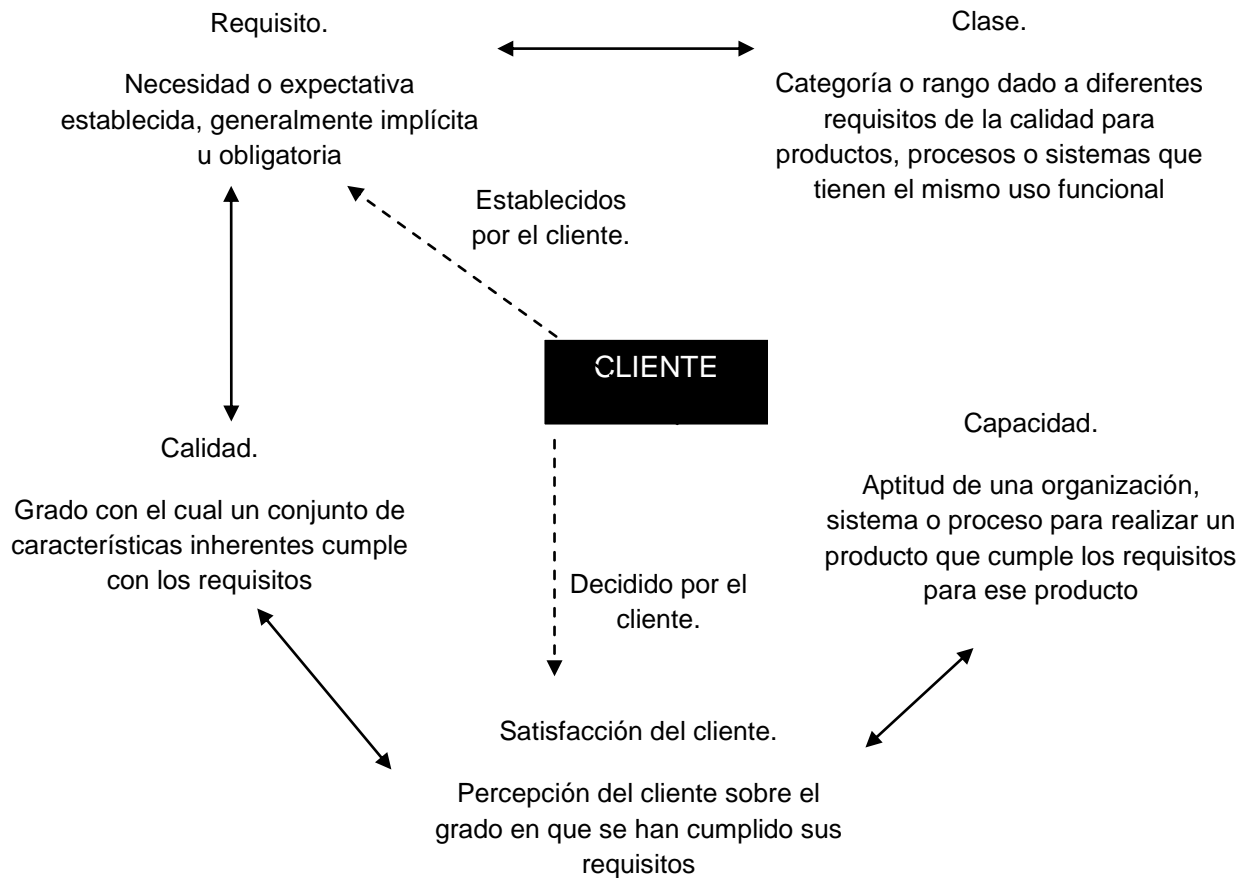 Requisito.
Necesidad o expectativa
establecida, generalmente implícita
u obligatoria
Clase.
Categoría o rango dado a diferentes
requisitos de la calidad para
productos, procesos o sistemas que
tienen el mismo uso funcional
Establecidos
por el cliente.
CLIENTE
Calidad.
Grado con el cual un conjunto de
características inherentes cumple
con los requisitos
Capacidad.
Aptitud de una organización,
sistema o proceso para realizar un
producto que cumple los requisitos
para ese producto
Decidido por el
cliente.
Satisfacción del cliente.
Percepción del cliente sobre el
grado en que se han cumplido sus
requisitos